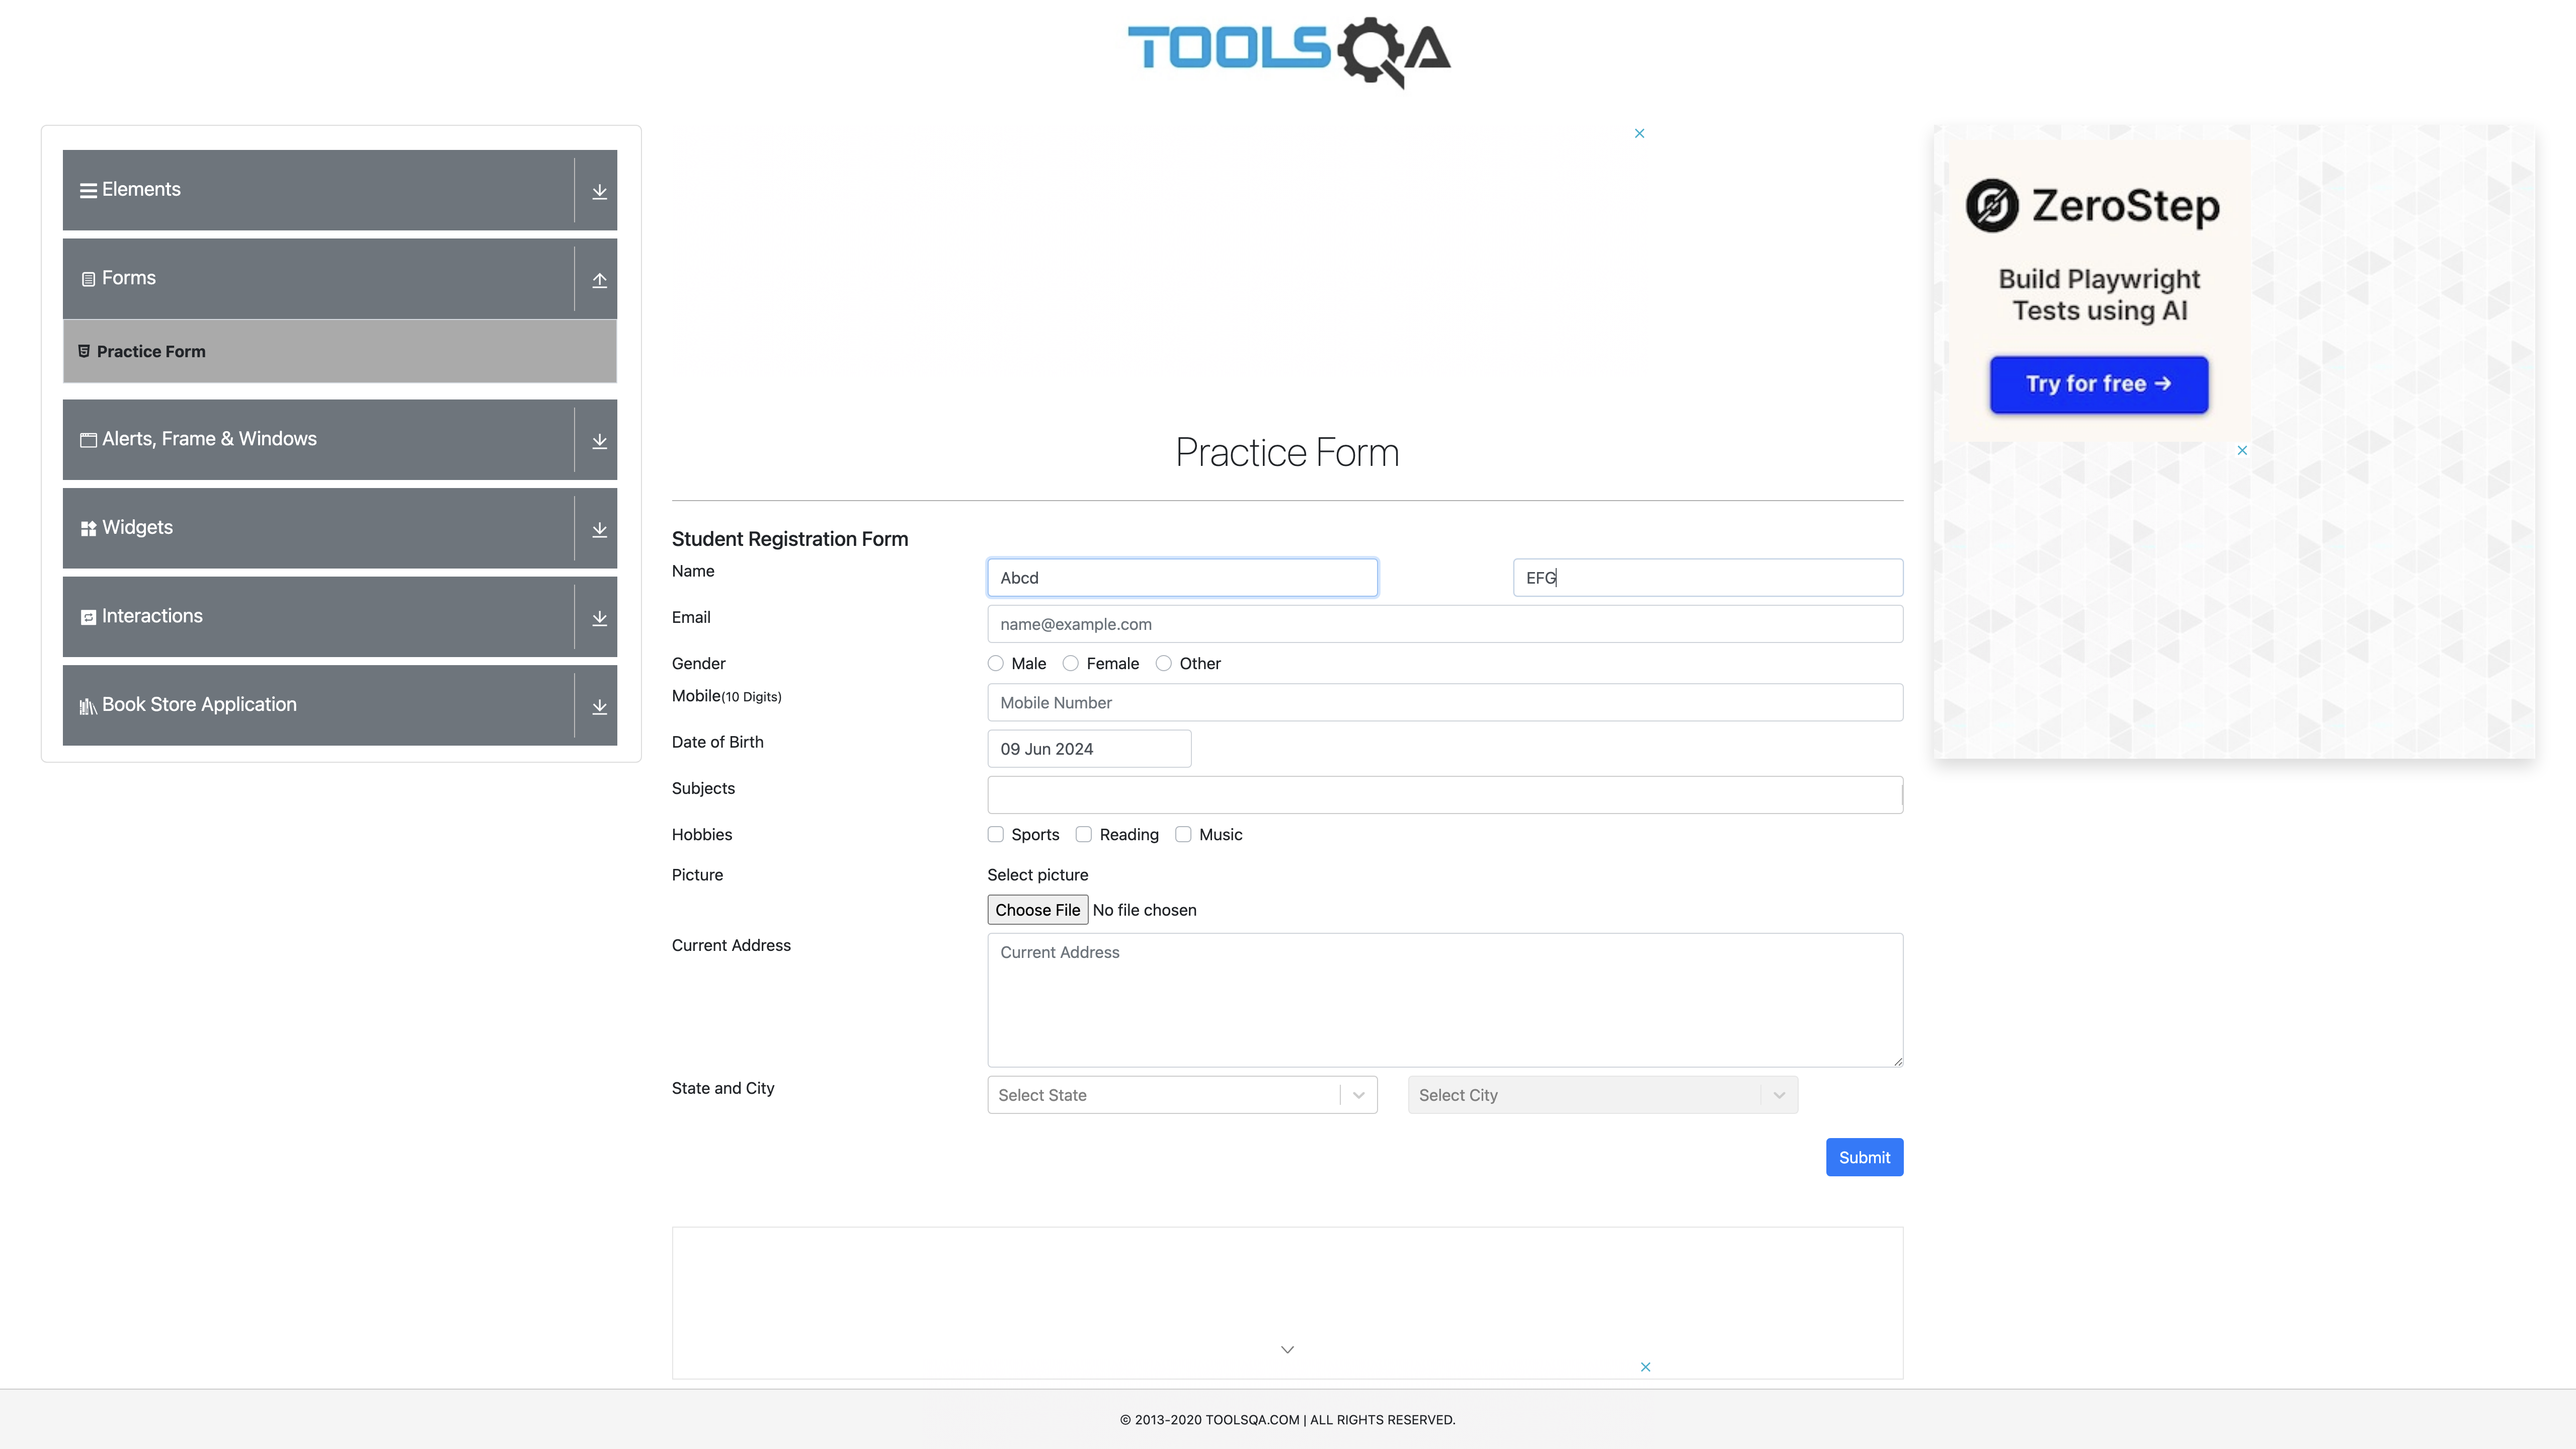 TOOLSQA
Elements
Forms
Practice Form
Alerts, Frame & Windows
Widgets
Interactions
Book Store Application
Practice Form
Student Registration Form
Name Abcd EFG
Email name@example.com
Gender Male Female Other
Mobile(10 Digits) Mobile Number
Date of Birth 09 Jun 2024
Subjects
Hobbies Sports Reading Music
Picture Select picture
Choose File No file chosen
Current Address Current Address
State and City Select State Select City
Submit
ZeroStep
Build Playwright
Tests using AI
Try for free →
© 2013-2020 TOOLSQA.COM | ALL RIGHTS RESERVED.